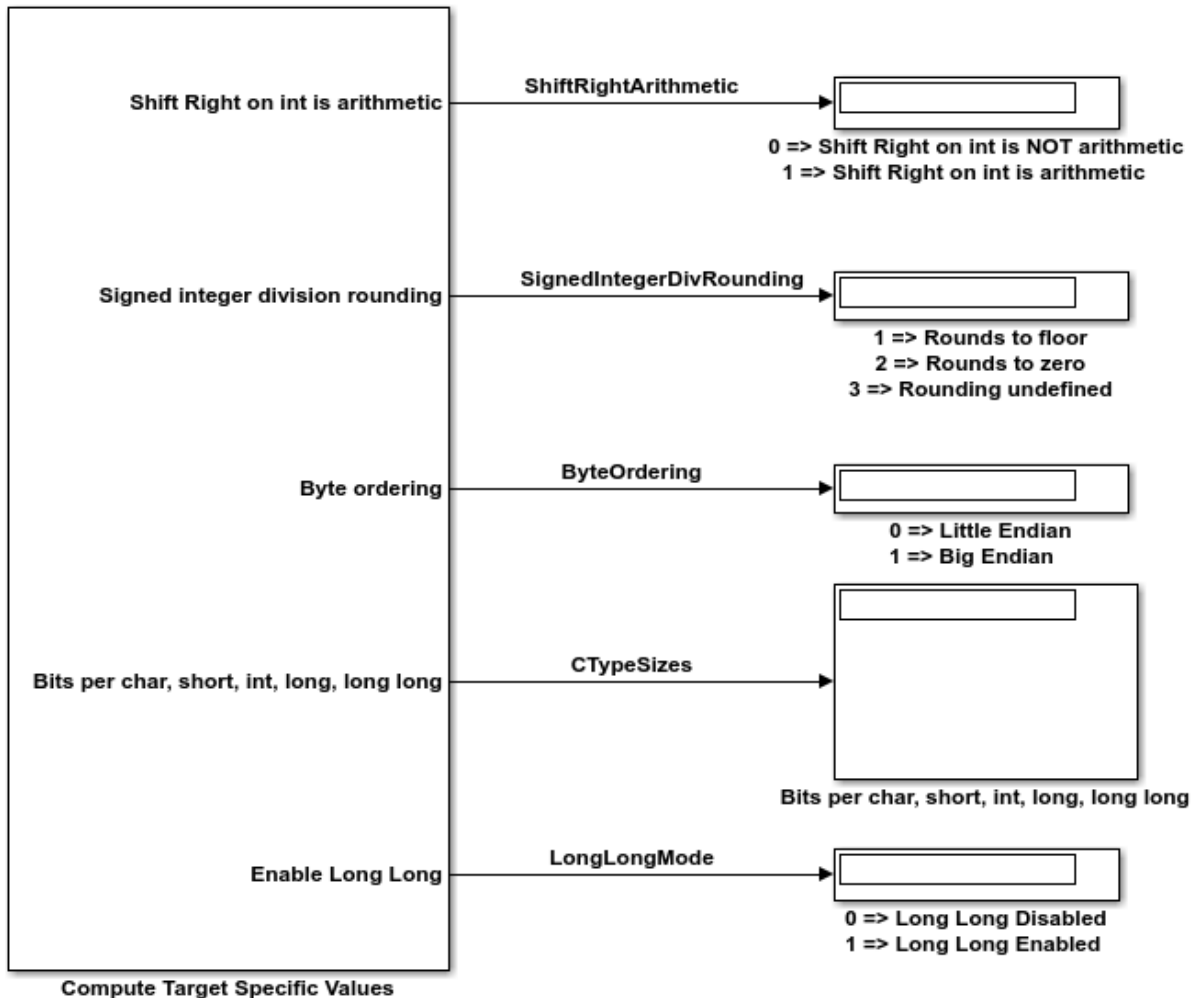 Shift Right on int is arithmetic
ShiftRightArithmetic
0 => Shift Right on int is NOT arithmetic
1 => Shift Right on int is arithmetic
Signed integer division rounding
SignedIntegerDivRounding
1 => Rounds to floor
2 => Rounds to zero
3 => Rounding undefined
Byte ordering
ByteOrdering
0 => Little Endian
1 => Big Endian
Bits per char, short, int, long, long long
CTypeSizes
Bits per char, short, int, long, long long
Enable Long Long
LongLongMode
0 => Long Long Disabled
1 => Long Long Enabled
Compute Target Specific Values